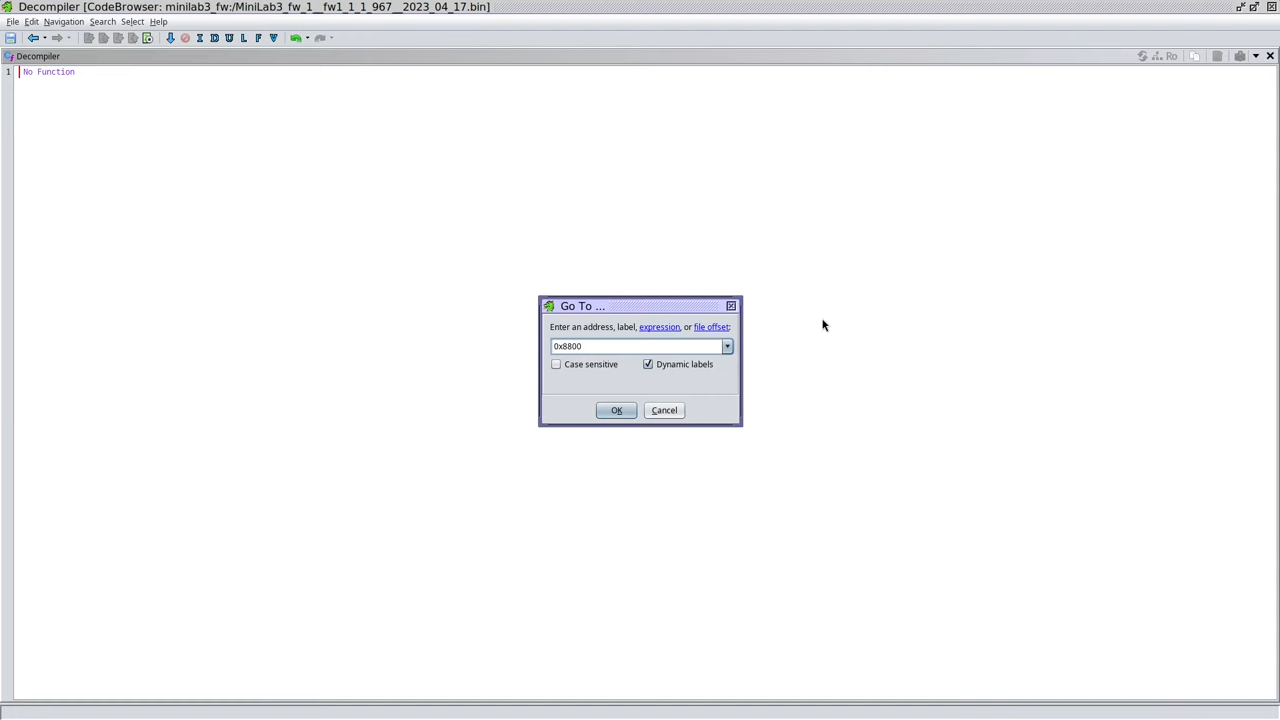 Decompiler [CodeBrowser: minilab3_fw:/MiniLab3_fw_1__fw1_1_1_967__2023_04_17.bin]
File Edit Navigation Search Select Help
I D U L F V
Decompiler Ro
1 No Function
Go To ...
Enter an address, label, expression, or file offset:
0x8800
Case sensitive Dynamic labels
OK Cancel